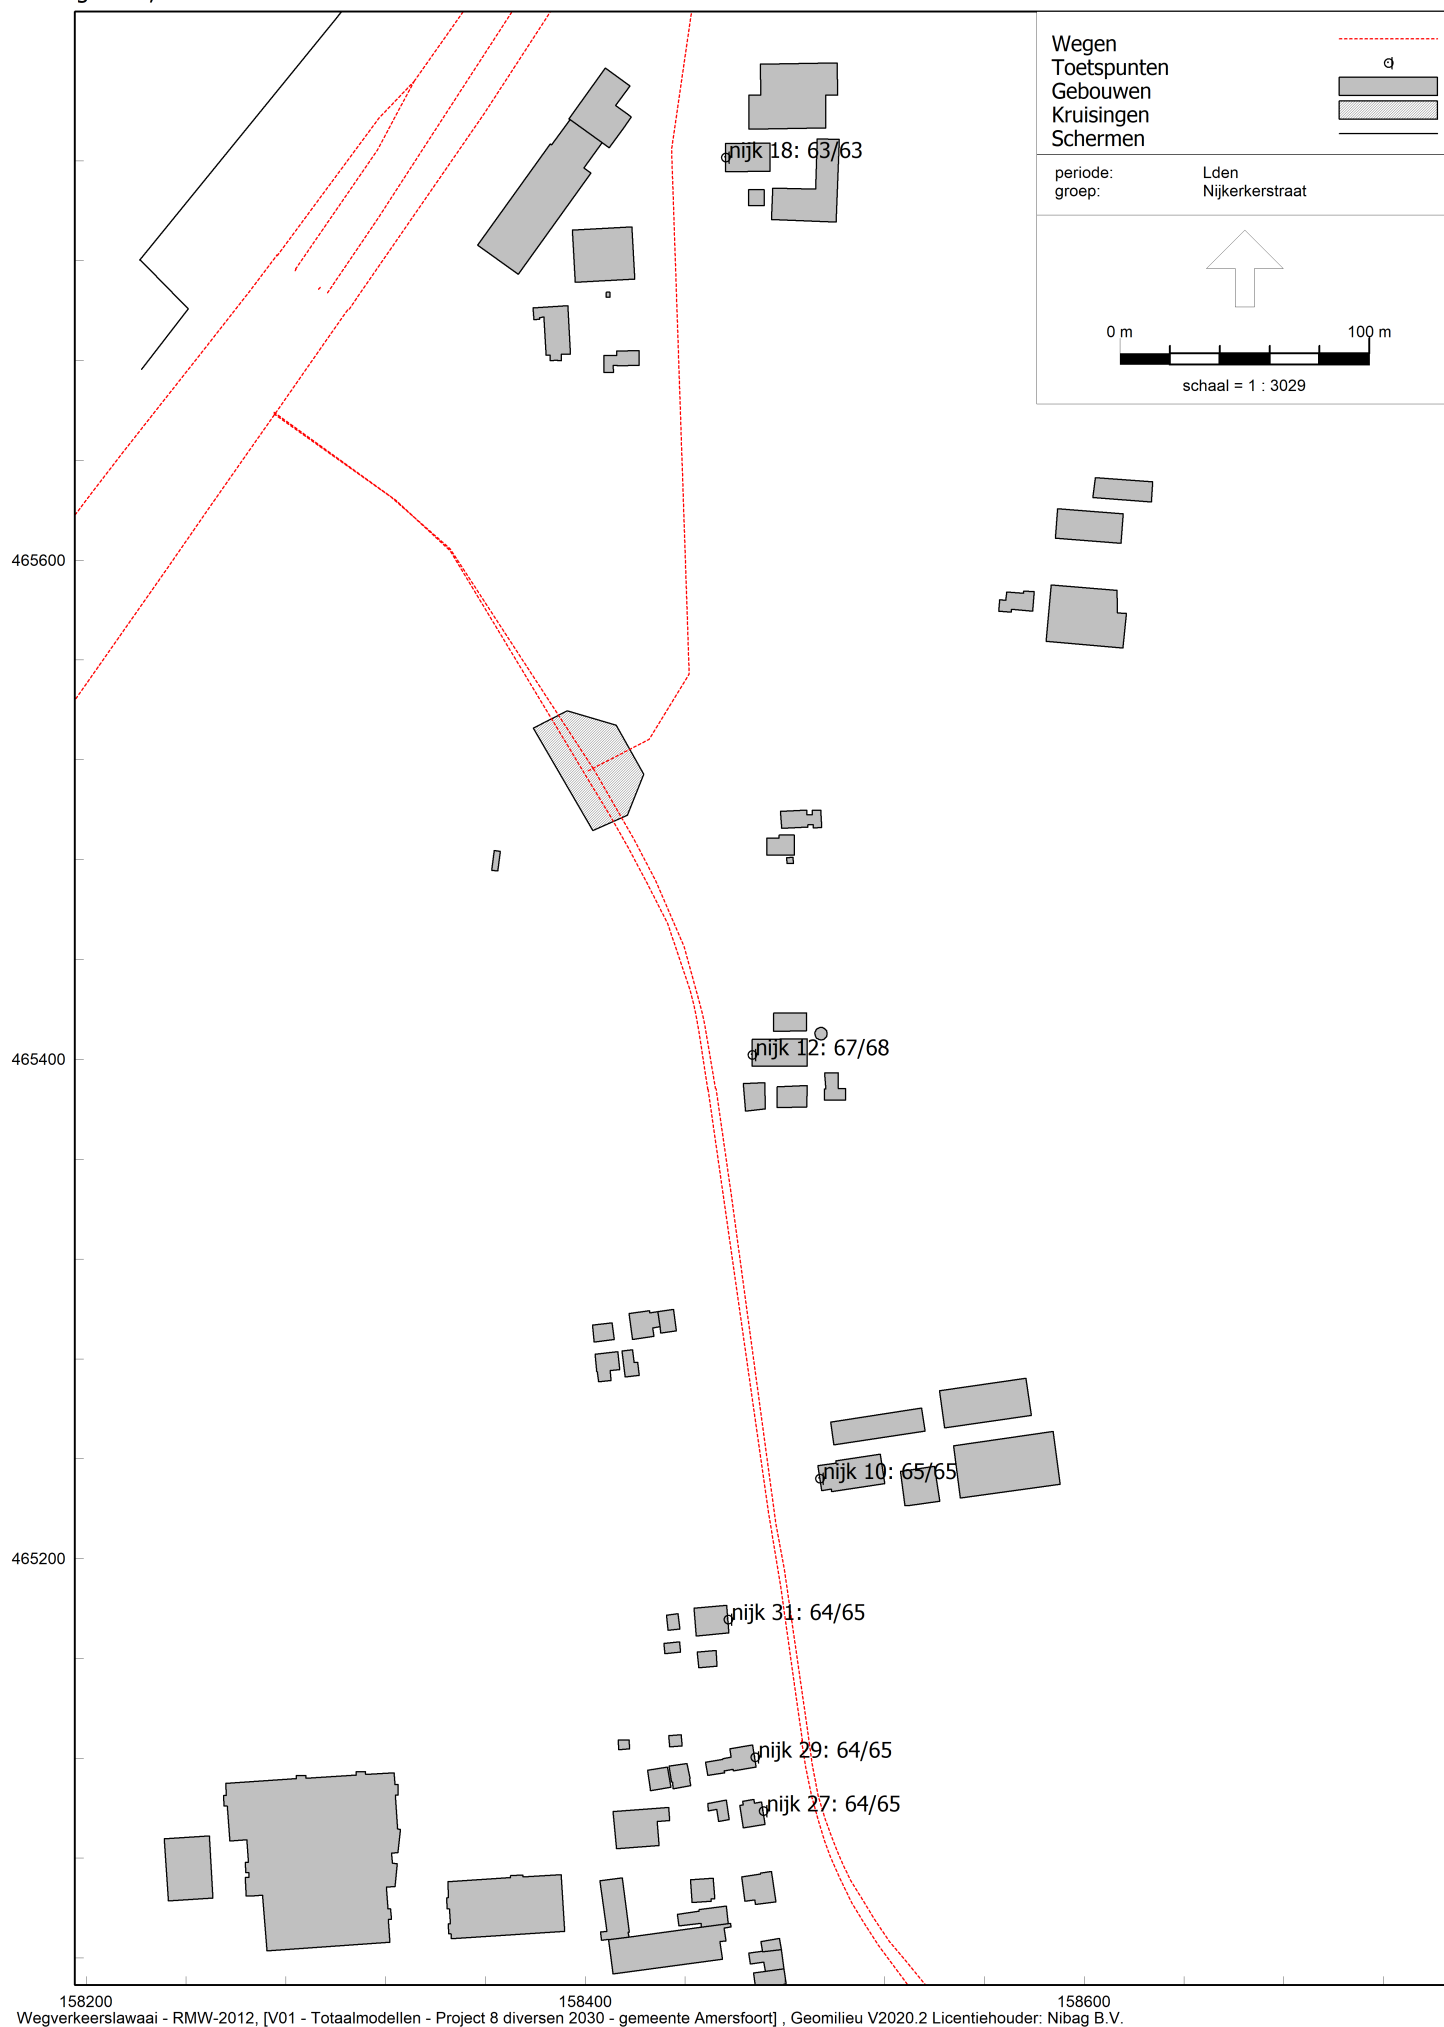 Wegen
Toetspunten
Gebouwen
Kruisingen
Schermen
periode: Lden
groep: Nijkerkerstraat
0 m 100 m
schaal = 1 : 3029
nijk 18: 63/63
465600
nijk 12: 67/68
465400
nijk 10: 65/65
465200
nijk 31: 64/65
nijk 29: 64/65
nijk 27: 64/65
158200 158400 158600
Wegverkeerslawaai - RMW-2012, [V01 - Totaalmodellen - Project 8 diversen 2030 - gemeente Amersfoort] , Geomilieu V2020.2 Licentiehouder: Nibag B.V.